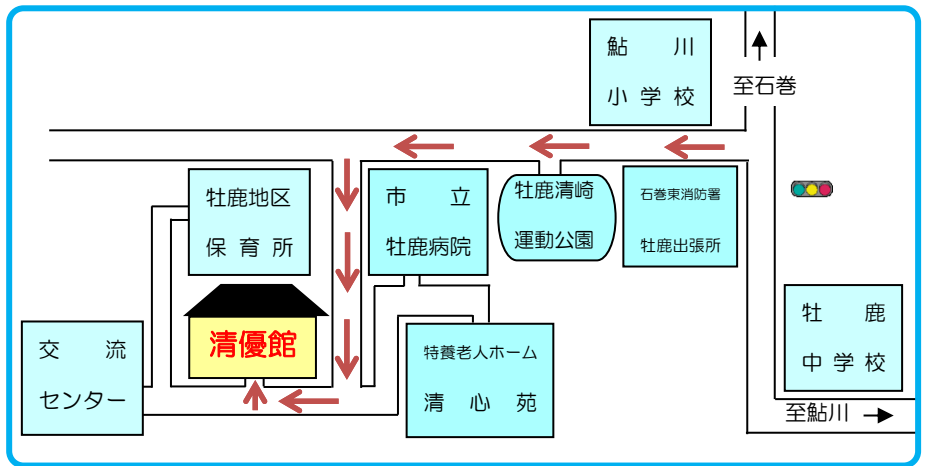 鮎川
小学校
至石巻
牡鹿地区
保育所
市立
牡鹿病院
牡鹿清崎
運動公園
石巻東消防署
牡鹿出張所
清優館
交流
センター
特養老人ホーム
清心苑
牡鹿
中学校
至鮎川